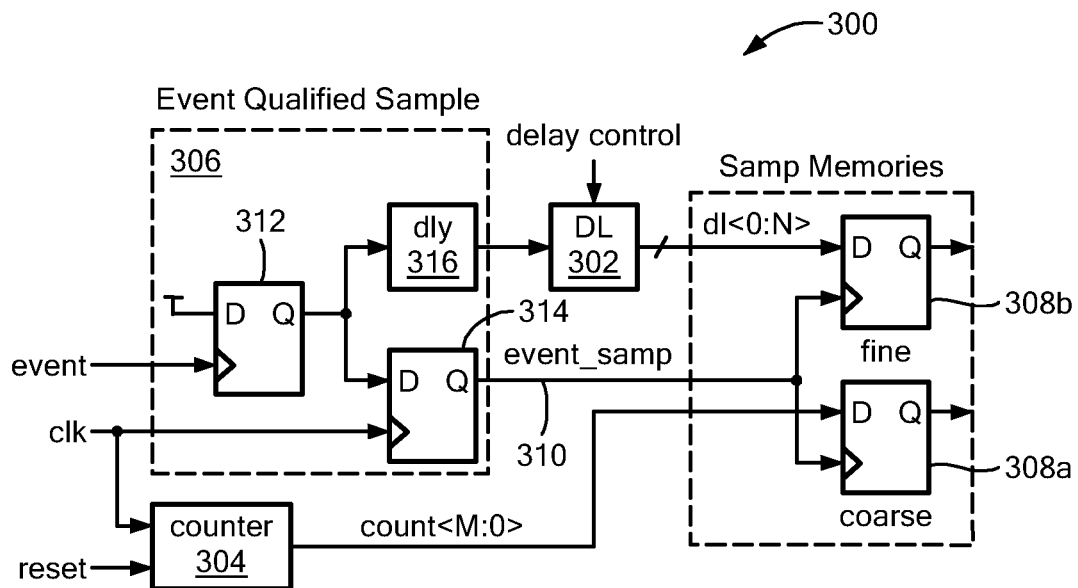 300
Event Qualified Sample
306
delay control
Samp Memories
312
dly
316
DL
302
dl<0:N>
D Q
308b
fine
D Q
314
event
event_samp
D Q
D Q
clk
310
308a
coarse
counter
304
count<M:0>
reset